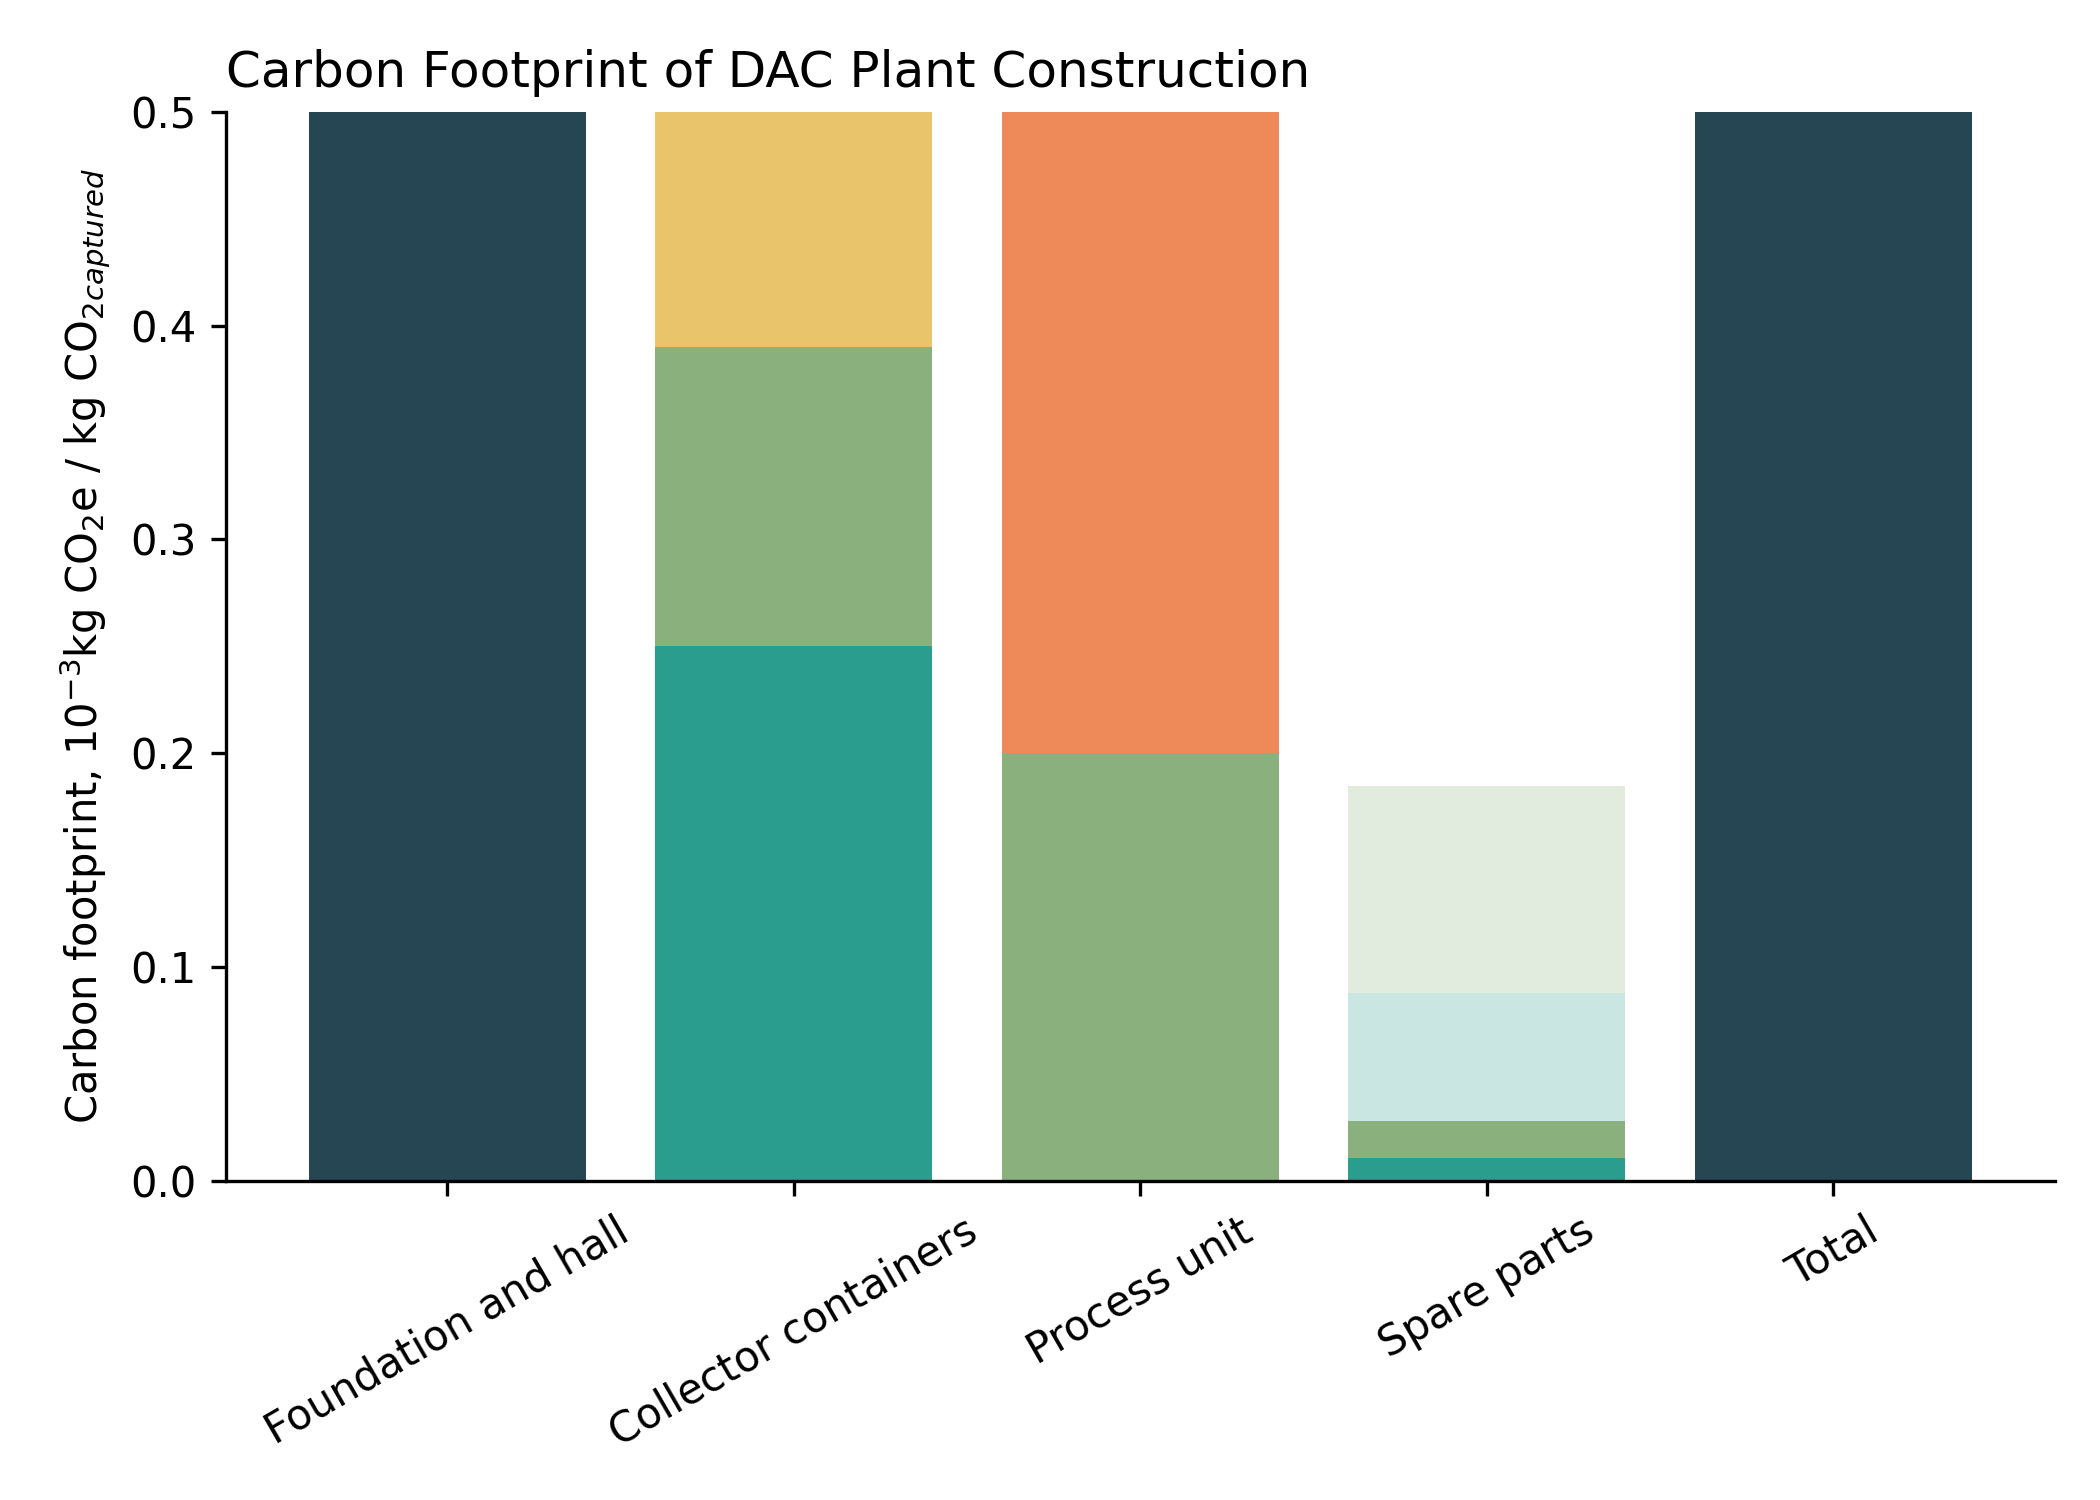 Carbon Footprint of DAC Plant Construction
Carbon footprint, 10⁻³kg CO₂e / kg CO₂captured
0.5
0.4
0.3
0.2
0.1
0.0
Foundation and hall
Collector containers
Process unit
Spare parts
Total